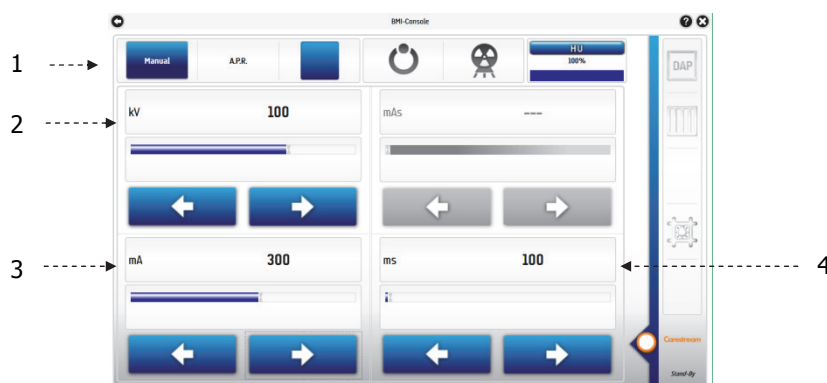 BMI-Console
1
Manual
A.P.R.
HU
100%
DAP
2
kV 100
mAs ---
3
mA 300
ms 100
4
Carestream
Stand-By